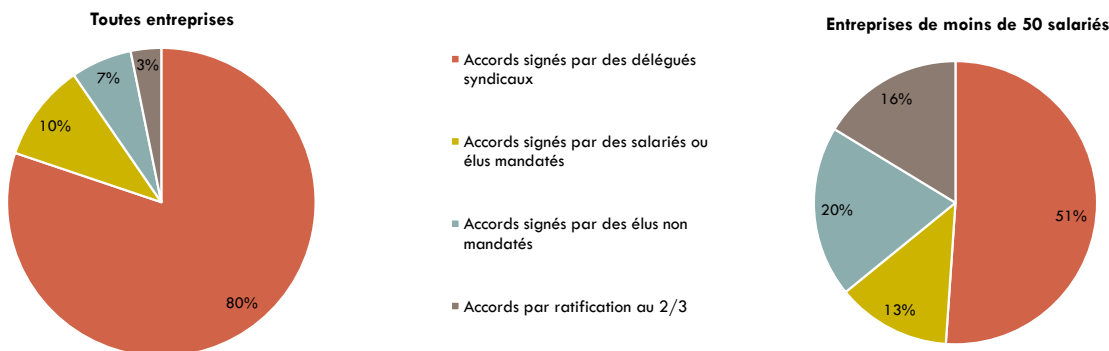 Toutes entreprises
3%
7%
10%
80%
Accords signés par des délégués
syndicaux
Accords signés par des salariés ou
élus mandatés
Accords signés par des élus non
mandatés
Accords par ratification au 2/3
Entreprises de moins de 50 salariés
16%
20%
51%
13%